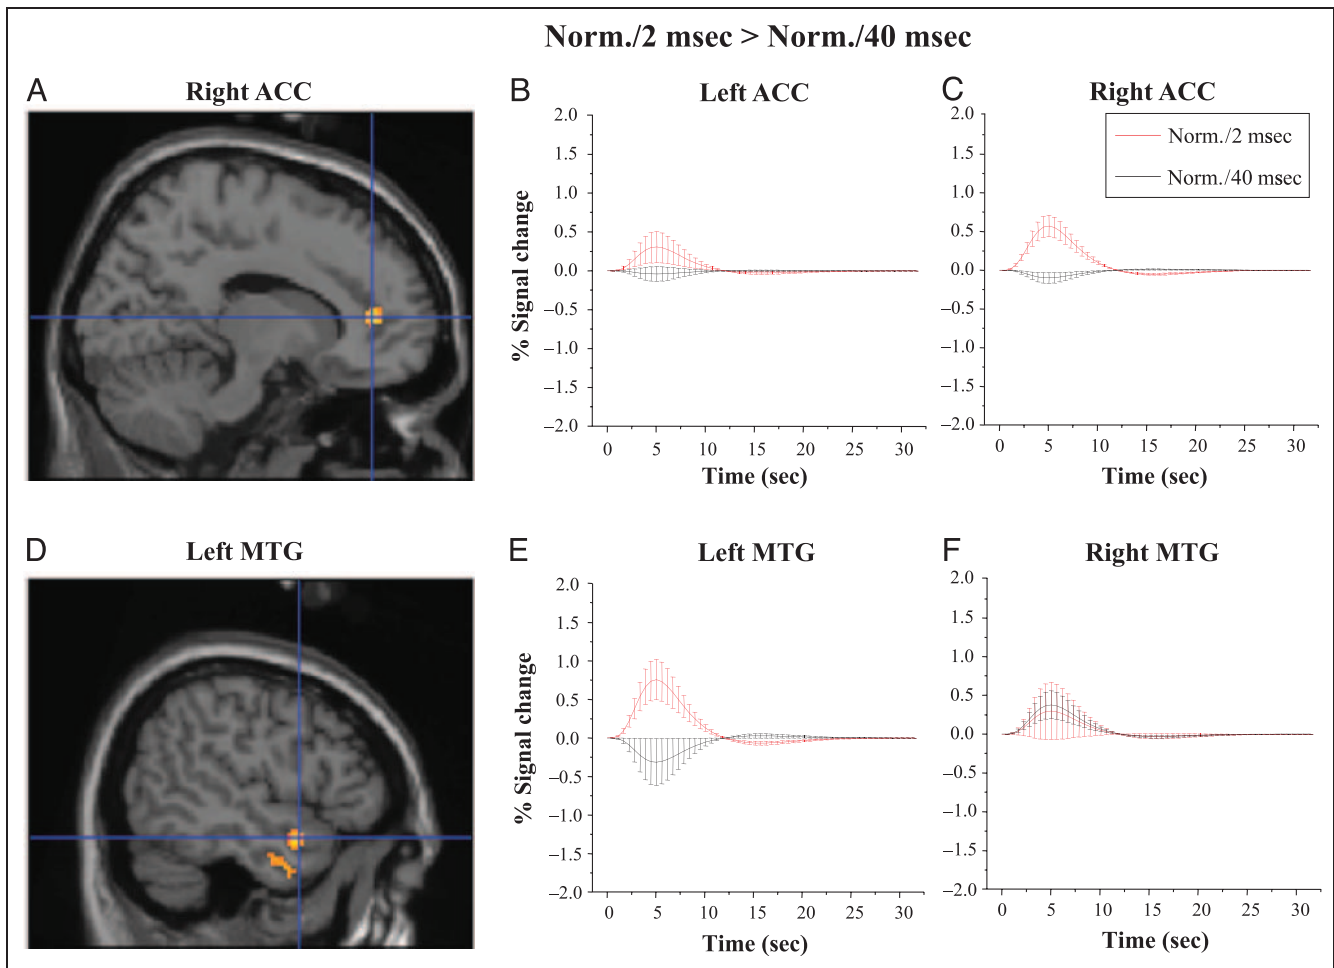 Norm./2 msec > Norm./40 msec
A
Right ACC
B
Left ACC
2.0
1.5
1.0
0.5
0.0
–0.5
–1.0
–1.5
–2.0
% Signal change
0 5 10 15 20 25 30
Time (sec)
C
Right ACC
Norm./2 msec
Norm./40 msec
2.0
1.5
1.0
0.5
0.0
–0.5
–1.0
–1.5
–2.0
0 5 10 15 20 25 30
Time (sec)
D
Left MTG
E
Left MTG
2.0
1.5
1.0
0.5
0.0
–0.5
–1.0
–1.5
–2.0
% Signal change
0 5 10 15 20 25 30
Time (sec)
F
Right MTG
2.0
1.5
1.0
0.5
0.0
–0.5
–1.0
–1.5
–2.0
0 5 10 15 20 25 30
Time (sec)